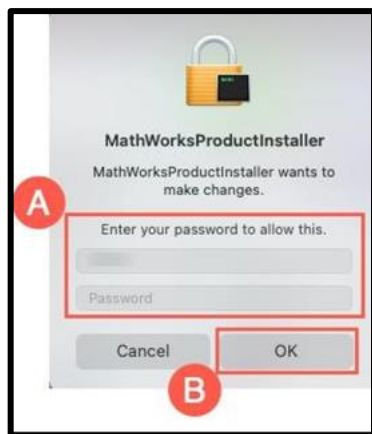 MathWorksProductInstaller
MathWorksProductInstaller wants to
make changes.
A
Enter your password to allow this.
Password
Cancel
OK
B